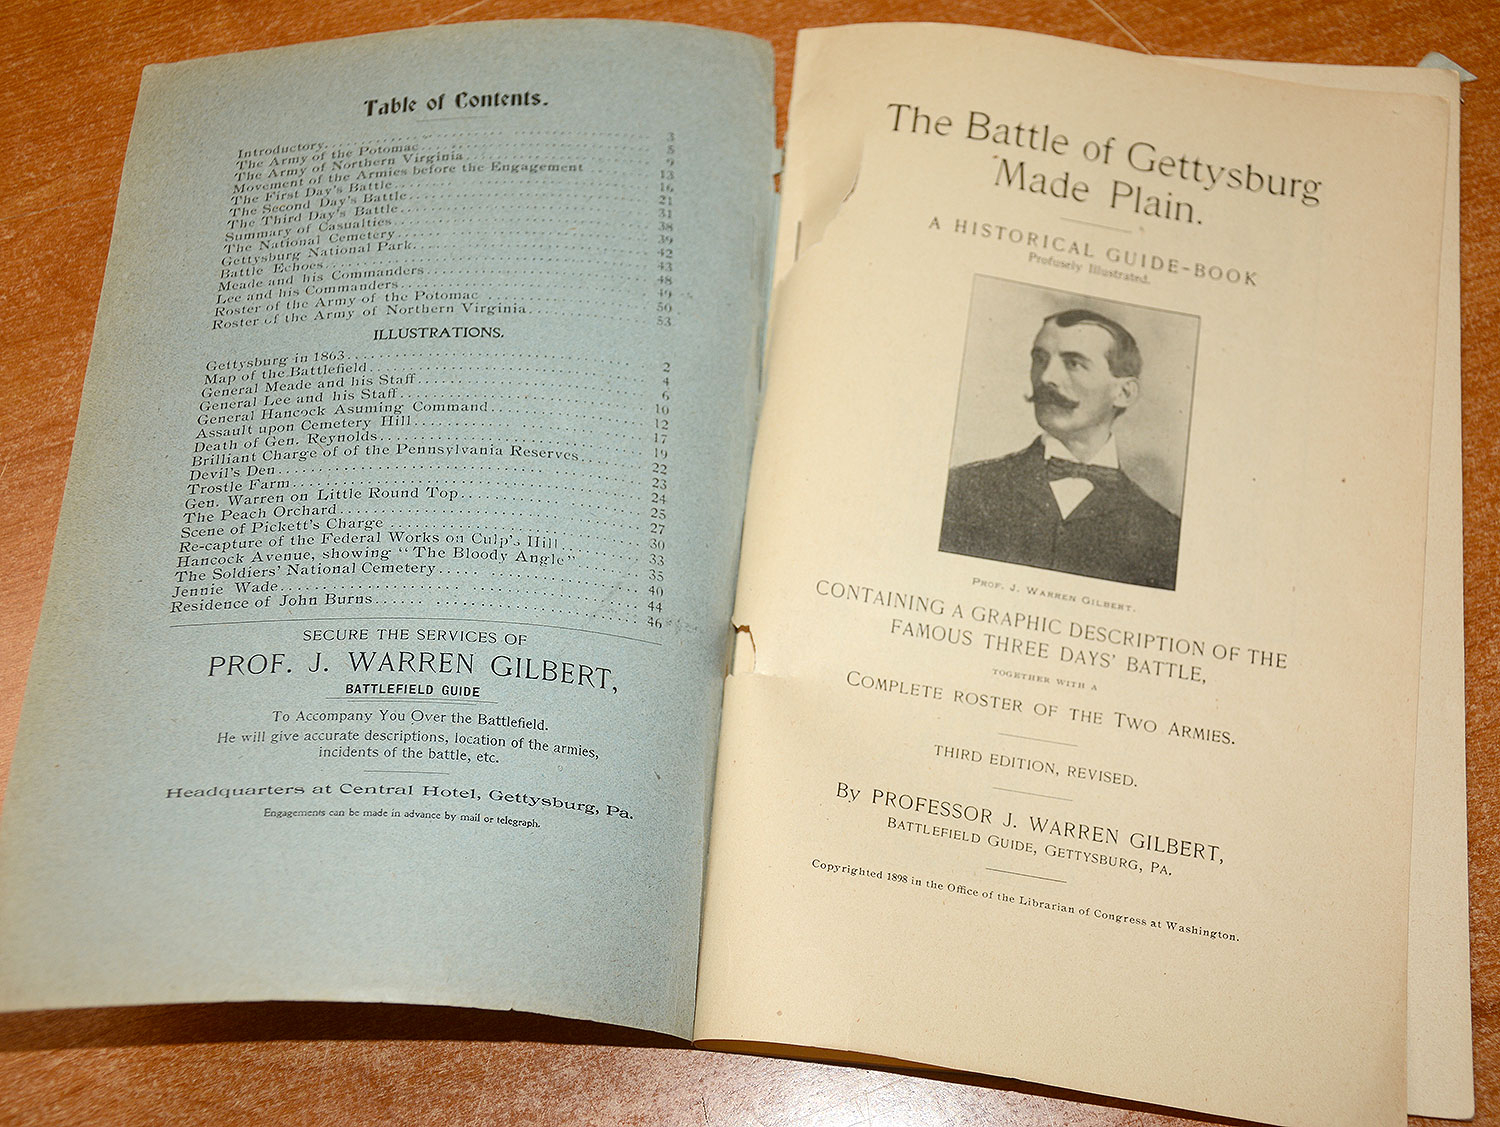 Table of Contents.
Introductory. 3
The Army of the Potomac 5
The Army of Northern Virginia 9
Movement of the Armies before the Engagement 13
The First Day's Battle 16
The Second Day's Battle 21
The Third Day's Battle 31
Summary of Casualties 38
The National Cemetery 39
Gettysburg National Park 42
Battle Echoes 43
Meade and his Commanders 48
Lee and his Commanders 49
Roster of the Army of the Potomac 50
Roster of the Army of Northern Virginia 53
ILLUSTRATIONS.
Gettysburg in 1863 2
Map of the Battlefield 4
General Meade and his Staff 6
General Lee and his Staff 10
General Hancock Asuming Command 12
Assault upon Cemetery Hill 17
Death of Gen. Reynolds 19
Brilliant Charge of of the Pennsylvania Reserves 22
Devil's Den 23
Trostle Farm 24
Gen. Warren on Little Round Top 25
The Peach Orchard 27
Scene of Pickett's Charge 30
Re-capture of the Federal Works on Culp's Hill 33
Hancock Avenue, showing "The Bloody Angle" 35
The Soldiers' National Cemetery 40
Jennie Wade 44
Residence of John Burns 46
SECURE THE SERVICES OF
PROF. J. WARREN GILBERT,
BATTLEFIELD GUIDE
To Accompany You Over the Battlefield.
He will give accurate descriptions, location of the armies,
incidents of the battle, etc.
Headquarters at Central Hotel, Gettysburg, Pa.
Engagements can be made in advance by mail or telegraph.
The Battle of Gettysburg
Made Plain.
A HISTORICAL GUIDE-BOOK
Profusely Illustrated.
PROF. J. WARREN GILBERT.
CONTAINING A GRAPHIC DESCRIPTION OF THE
FAMOUS THREE DAYS' BATTLE,
TOGETHER WITH A
COMPLETE ROSTER OF THE TWO ARMIES.
THIRD EDITION, REVISED.
By PROFESSOR J. WARREN GILBERT,
BATTLEFIELD GUIDE, GETTYSBURG, PA.
Copyrighted 1898 in the Office of the Librarian of Congress at Washington.